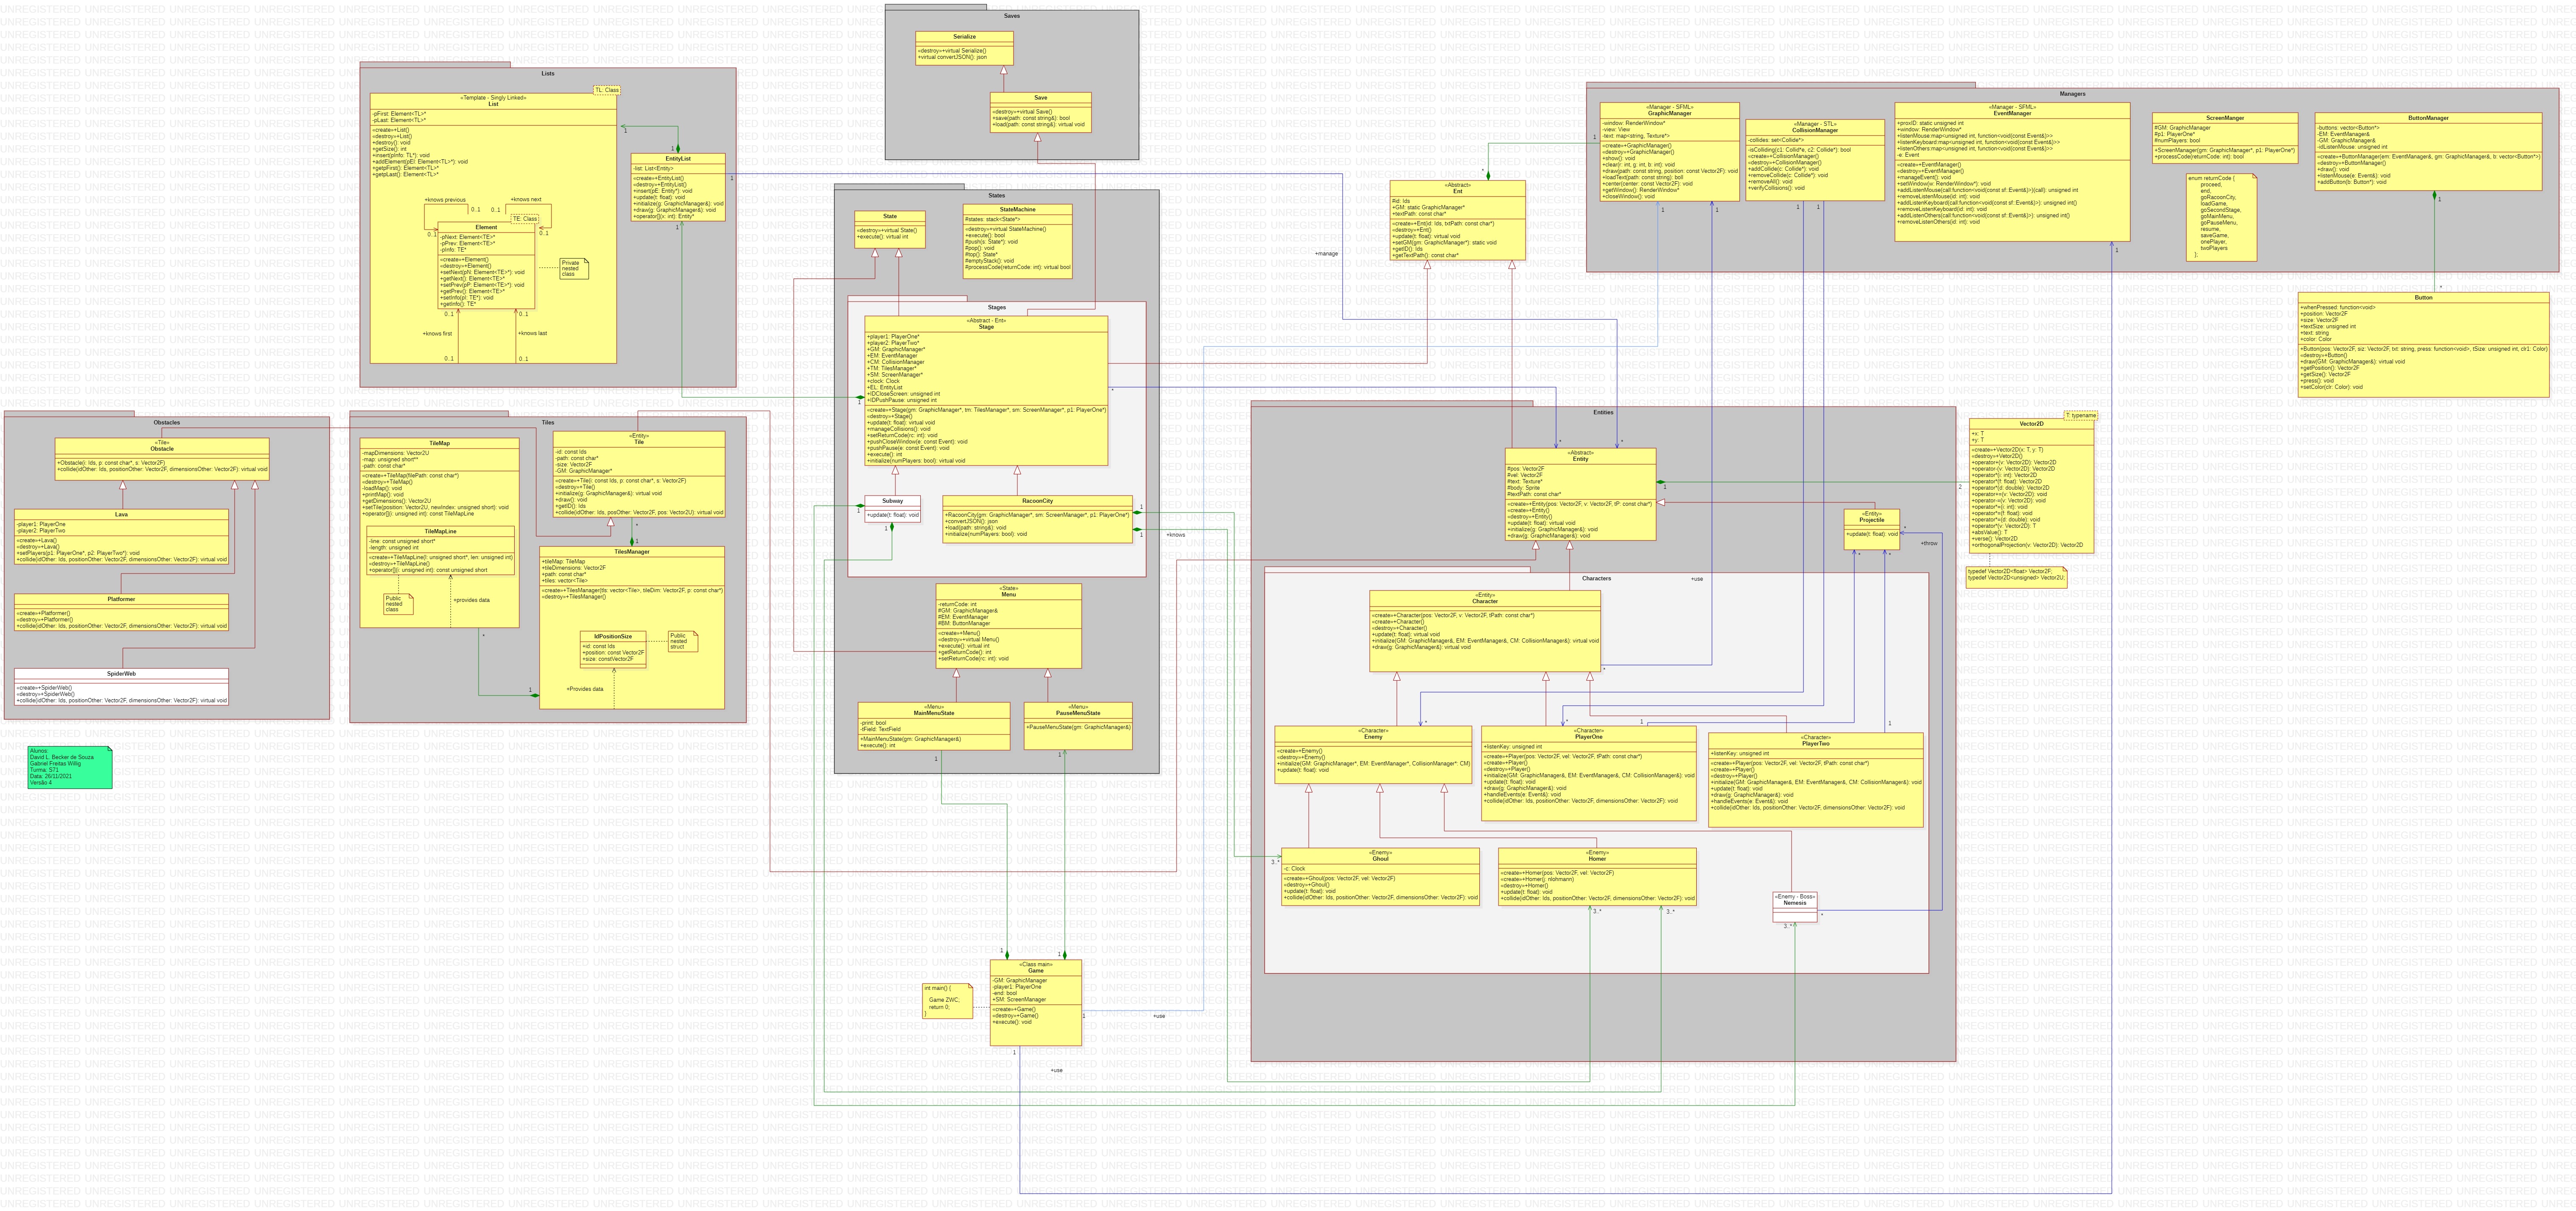 Saves
Serialize
«destroy»+virtual Serialize()
+virtual convertJSON(): json
Save
«destroy»+virtual Save()
+save(path: const string&): bool
+load(path: const string&): virtual void
Lists
TL: Class
«Template - Singly Linked»
List
-pFirst: Element<TL>*
-pLast: Element<TL>*
«create»+List()
«destroy»+List()
+destroy(): void
+getSize(): int
+insert(pInfo: TL*): void
+addElement(pEl: Element<TL>*): void
+getpFirst(): Element<TL>*
+getpLast(): Element<TL>*
+knows previous
+knows next
0..1
0..1
TE: Class
0..1
0..1
Element
-pNext: Element<TE>*
-pPrev: Element<TE>*
-pInfo: TE*
«create»+Element()
«destroy»+Element()
+setNext(pN: Element<TE>*): void
+getNext(): Element<TE>*
+setPrev(pP: Element<TE>*): void
+getPrev(): Element<TE>*
+setInfo(pI: TE*): void
+getInfo(): TE*
Private
nested
class
0..1
0..1
+knows first
+knows last
0..1
0..1
EntityList
-list: List<Entity>
«create»+EntityList()
«destroy»+EntityList()
+insert(pE: Entity*): void
+update(t: float): void
+initialize(g: GraphicManager&): void
+draw(g: GraphicManager&): void
+operator[](x: int): Entity*
States
State
«destroy»+virtual State()
+execute(): virtual int
StateMachine
#states: stack<State*>
«destroy»+virtual StateMachine()
+execute(): bool
#push(s: State*): void
#pop(): void
#top(): State*
#emptyStack(): void
#processCode(returnCode: int): virtual bool
Stages
«Abstract - Ent»
Stage
+player1: PlayerOne*
+player2: PlayerTwo*
+GM: GraphicManager*
+EM: EventManager
+CM: CollisionManager
+TM: TilesManager*
+SM: ScreenManager*
+clock: Clock
+EL: EntityList
+IDCloseScreen: unsigned int
+IDPushPause: unsigned int
«create»+Stage(gm: GraphicManager*, tm: TilesManager*, sm: ScreenManager*, p1: PlayerOne*)
«destroy»+Stage()
+update(t: float): virtual void
+manageCollisions(): void
+setReturnCode(rc: int): void
+pushCloseWindow(e: const Event): void
+pushPause(e: const Event): void
+execute(): int
+initialize(numPlayers: bool): virtual void
Subway
+update(t: float): void
RacoonCity
+RacoonCity(gm: GraphicManager*, sm: ScreenManager*, p1: PlayerOne*)
+convertJSON(): json
+load(path: string&): void
+initialize(numPlayers: bool): void
+knows
«State»
Menu
-returnCode: int
#GM: GraphicManager&
#EM: EventManager
#BM: ButtonManager
«create»+Menu()
«destroy»+virtual Menu()
+execute(): virtual int
+getReturnCode(): int
+setReturnCode(rc: int): void
«Menu»
MainMenuState
-print: bool
-tField: TextField
+MainMenuState(gm: GraphicManager&)
+execute(): int
«Menu»
PauseMenuState
+PauseMenuState(gm: GraphicManager&)
«Class main»
Game
-GM: GraphicManager
-player1: PlayerOne
-end: bool
+SM: ScreenManager
«create»+Game()
«destroy»+Game()
+execute(): void
int main() {
Game ZWC;
return 0;
}
+use
+use
Obstacles
«Tile»
Obstacle
+Obstacle(i: Ids, p: const char*, s: Vector2F)
+collide(idOther: Ids, positionOther: Vector2F, dimensionsOther: Vector2F): virtual void
Lava
-player1: PlayerOne
-player2: PlayerTwo
«create»+Lava()
«destroy»+Lava()
+setPlayers(p1: PlayerOne*, p2: PlayerTwo*): void
+collide(idOther: Ids, positionOther: Vector2F, dimensionsOther: Vector2F): virtual void
Platformer
«create»+Platformer()
«destroy»+Platformer()
+collide(idOther: Ids, positionOther: Vector2F, dimensionsOther: Vector2F): virtual void
SpiderWeb
«create»+SpiderWeb()
«destroy»+SpiderWeb()
+collide(idOther: Ids, positionOther: Vector2F, dimensionsOther: Vector2F): virtual void
Alunos:
David L. Becker de Souza
Gabriel Freitas Willig
Turma: S71
Data: 26/11/2021
Versão 4
Tiles
TileMap
-mapDimensions: Vector2U
-map: unsigned short**
-path: const char*
«create»+TileMap(filePath: const char*)
«destroy»+TileMap()
-loadMap(): void
+printMap(): void
+getDimensions(): Vector2U
+setTile(position: Vector2U, newIndex: unsigned short): void
+operator[](i: unsigned int): const TileMapLine
TileMapLine
-line: const unsigned short*
-length: unsigned int
«create»+TileMapLine(l: unsigned short*, len: unsigned int)
«destroy»+TileMapLine()
+operator[](i: unsigned int): const unsigned short
Public
nested
class
+provides data
«Entity»
Tile
-id: const Ids
-path: const char*
-size: Vector2F
-GM: GraphicManager*
«create»+Tile(i: const Ids, p: const char*, s: Vector2F)
«destroy»+Tile()
+initialize(g: GraphicManager&): virtual void
+draw(): void
+getID(): Ids
+collide(idOther: Ids, posOther: Vector2F, pos: Vector2U): virtual void
TilesManager
+tileMap: TileMap
+tileDimensions: Vector2F
+path: const char*
+tiles: vector<Tile>
«create»+TilesManager(tls: vector<Tile>, tileDim: Vector2F, p: const char*)
«destroy»+TilesManager()
IdPositionSize
+id: const Ids
+position: const Vector2F
+size: constVector2F
Public
nested
struct
+Provides data
+manage
«Abstract»
Ent
#id: Ids
+GM: static GraphicManager*
+textPath: const char*
«create»+Ent(id: Ids, txtPath: const char*)
«destroy»+Ent()
+update(t: float): virtual void
+setGM(gm: GraphicManager*): static void
+getID(): Ids
+getTextPath(): const char*
Managers
«Manager - SFML»
GraphicManager
-window: RenderWindow*
-view: View
-text: map<string, Texture*>
«create»+GraphicManager()
«destroy»+GraphicManager()
+show(): void
+clear(r: int, g: int, b: int): void
+draw(path: const string, position: const Vector2F): void
+loadText(path: const string): boll
+center(center: const Vector2F): void
+getWindow(): RenderWindow*
+closeWindow(): void
«Manager - STL»
CollisionManager
-collides: set<Collide*>
-isColliding(c1: Collid*e, c2: Collide*): bool
«create»+CollisionManager()
«destroy»+CollisionManager()
+addCollide(c: Collide*): void
+removeCollide(c: Collide*): void
+removeAll(): void
+verifyCollisions(): void
«Manager - SFML»
EventManager
+proxID: static unsigned int
+window: RenderWindow*
+listenMouse:map<unsigned int, function<void(const Event&)>>
+listenKeyboard:map<unsigned int, function<void(const Event&)>>
+listenOthers:map<unsigned int, function<void(const Event&)>>
-e: Event
«create»+EventManager()
«destroy»+EventManager()
+manageEvent(): void
+setWindow(w: RenderWindow*): void
+addListenMouse(call:function<void(const sf::Event&)>)(call): unsigned int
+removeListenMouse(id: int): void
+addListenKeyboard(call:function<void(const sf::Event&)>): unsigned int()
+removeListenKeyboard(id: int): void
+addListenOthers(call:function<void(const sf::Event&)>): unsigned int()
+removeListenOthers(id: int): void
ScreenManger
#GM: GraphicManager
#p1: PlayerOne*
#numPlayers: bool
+ScreenManager(gm: GraphicManager*, p1: PlayerOne*)
+processCode(returnCode: int): bool
enum returnCode {
proceed,
end,
goRacoonCity,
loadGame,
goSecondStage,
goMainMenu,
goPauseMenu,
resume,
saveGame,
onePlayer,
twoPlayers
};
ButtonManager
-buttons: vector<Button*>
-EM: EventManager&
-GM: GraphicManager&
-idListenMouse: unsigned int
«create»+ButtonManager(em: EventManager&, gm: GraphicManager&, b: vector<Button*>)
«destroy»+ButtonManager()
+draw(): void
+listenMouse(e: Event&): void
+addButton(b: Button*): void
Button
+whenPressed: function<void>
+position: Vector2F
+size: Vector2F
+textSize: unsigned int
+text: string
+color: Color
+Button(pos: Vector2F, siz: Vector2F, txt: string, press: function<void>, tSize: unsigned int, clr1: Color)
«destroy»+Button()
+draw(GM: GraphicManager&): virtual void
+getPosition(): Vector2F
+getSize(): Vector2F
+press(): void
+setColor(clr: Color): void
Entities
«Abstract»
Entity
#pos: Vector2F
#vel: Vector2F
#text: Texture*
#body: Sprite
#textPath: const char*
«create»+Entity(pos: Vector2F, v: Vector2F, tP: const char*)
«create»+Entity()
«destroy»+Entity()
+update(t: float): virtual void
+initialize(g: GraphicManager&): void
+draw(g: GraphicManager&): void
«Entity»
Projectile
+update(t: float): void
+throw
T: typename
Vector2D
+x: T
+y: T
«create»+Vector2D(x: T, y: T)
«destroy»+Vetor2D()
+operator+(v: Vector2D): Vector2D
+operator-(v: Vector2D): Vector2D
+operator*(i: int): Vector2D
+operator*(f: float): Vector2D
+operator*(d: double): Vector2D
+operator+=(v: Vector2D): void
+operator-=(v: Vector2D): void
+operator*=(i: int): void
+operator*=(f: float): void
+operator*=(d: double): void
+operator*(v: Vector2D): T
+absValue(): T
+verse(): Vector2D
+orthogonalProjection(v: Vector2D): Vector2D
typedef Vector2D<float> Vector2F;
typedef Vector2D<unsigned> Vector2U;
Characters
+use
«Entity»
Character
«create»+Character(pos: Vector2F, v: Vector2F, tPath: const char*)
«create»+Character()
«destroy»+Character()
+update(t: float): virtual void
+initialize(GM: GraphicManager&, EM: EventManager&, CM: CollisionManager&): virtual void
+draw(g: GraphicManager&): virtual void
«Character»
Enemy
«create»+Enemy()
«destroy»+Enemy()
+initialize(GM: GraphicManager*, EM: EventManager*, CollisionManager*: CM)
+update(t: float): void
«Character»
PlayerOne
+listenKey: unsigned int
«create»+Player(pos: Vector2F, vel: Vector2F, tPath: const char*)
«create»+Player()
«destroy»+Player()
+initialize(GM: GraphicManager&, EM: EventManager&, CM: CollisionManager&): void
+update(t: float): void
+draw(g: GraphicManager&): void
+handleEvents(e: Event&): void
+collide(idOther: Ids, positionOther: Vector2F, dimensionsOther: Vector2F): void
«Character»
PlayerTwo
+listenKey: unsigned int
«create»+Player(pos: Vector2F, vel: Vector2F, tPath: const char*)
«create»+Player()
«destroy»+Player()
+initialize(GM: GraphicManager&, EM: EventManager&, CM: CollisionManager&): void
+update(t: float): void
+draw(g: GraphicManager&): void
+handleEvents(e: Event&): void
+collide(idOther: Ids, positionOther: Vector2F, dimensionsOther: Vector2F): void
«Enemy»
Ghoul
-c: Clock
«create»+Ghoul(pos: Vector2F, vel: Vector2F)
«destroy»+Ghoul()
+update(t: float): void
+collide(idOther: Ids, positionOther: Vector2F, dimensionsOther: Vector2F): void
«Enemy»
Homer
«create»+Homer(pos: Vector2F, vel: Vector2F)
«create»+Homer(j: nlohmann)
«destroy»+Homer()
+update(t: float): void
+collide(idOther: Ids, positionOther: Vector2F, dimensionsOther: Vector2F): void
«Enemy - Boss»
Nemesis
3..*
3..*
3..*
3..*